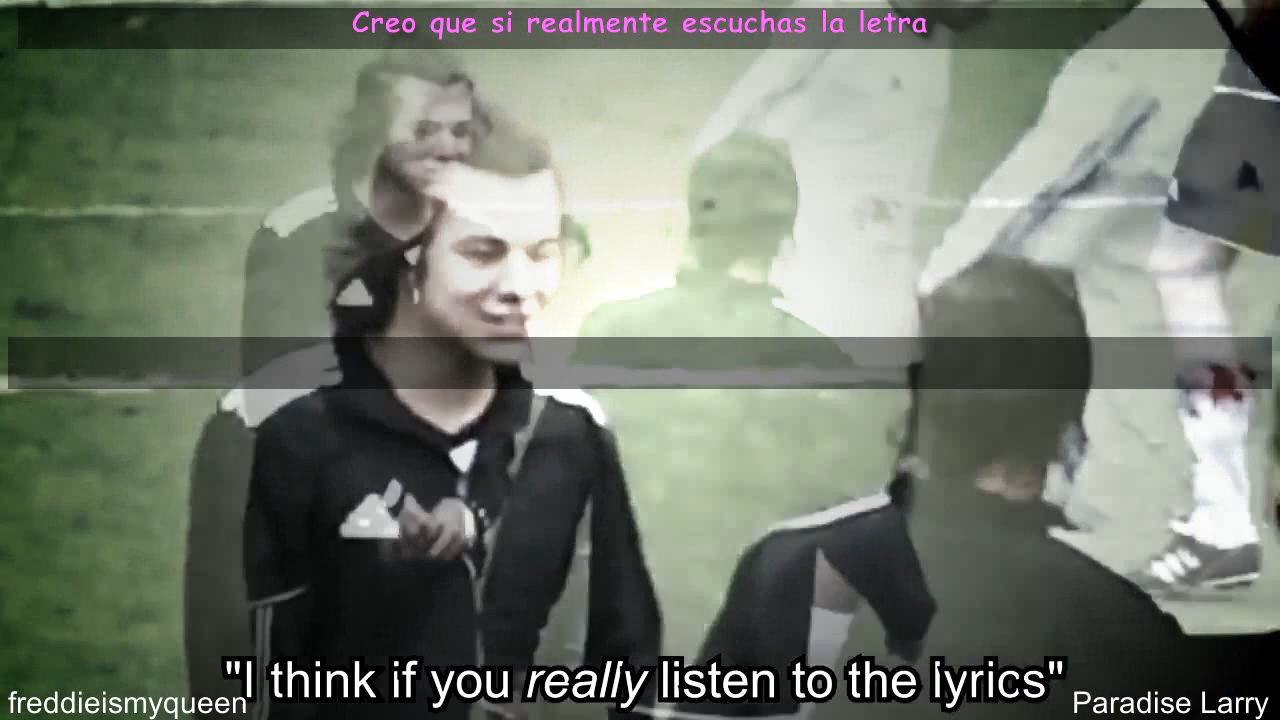 Creo que si realmente escuchas la letra
"I think if you really listen to the lyrics"
freddieismyqueen
Paradise Larry